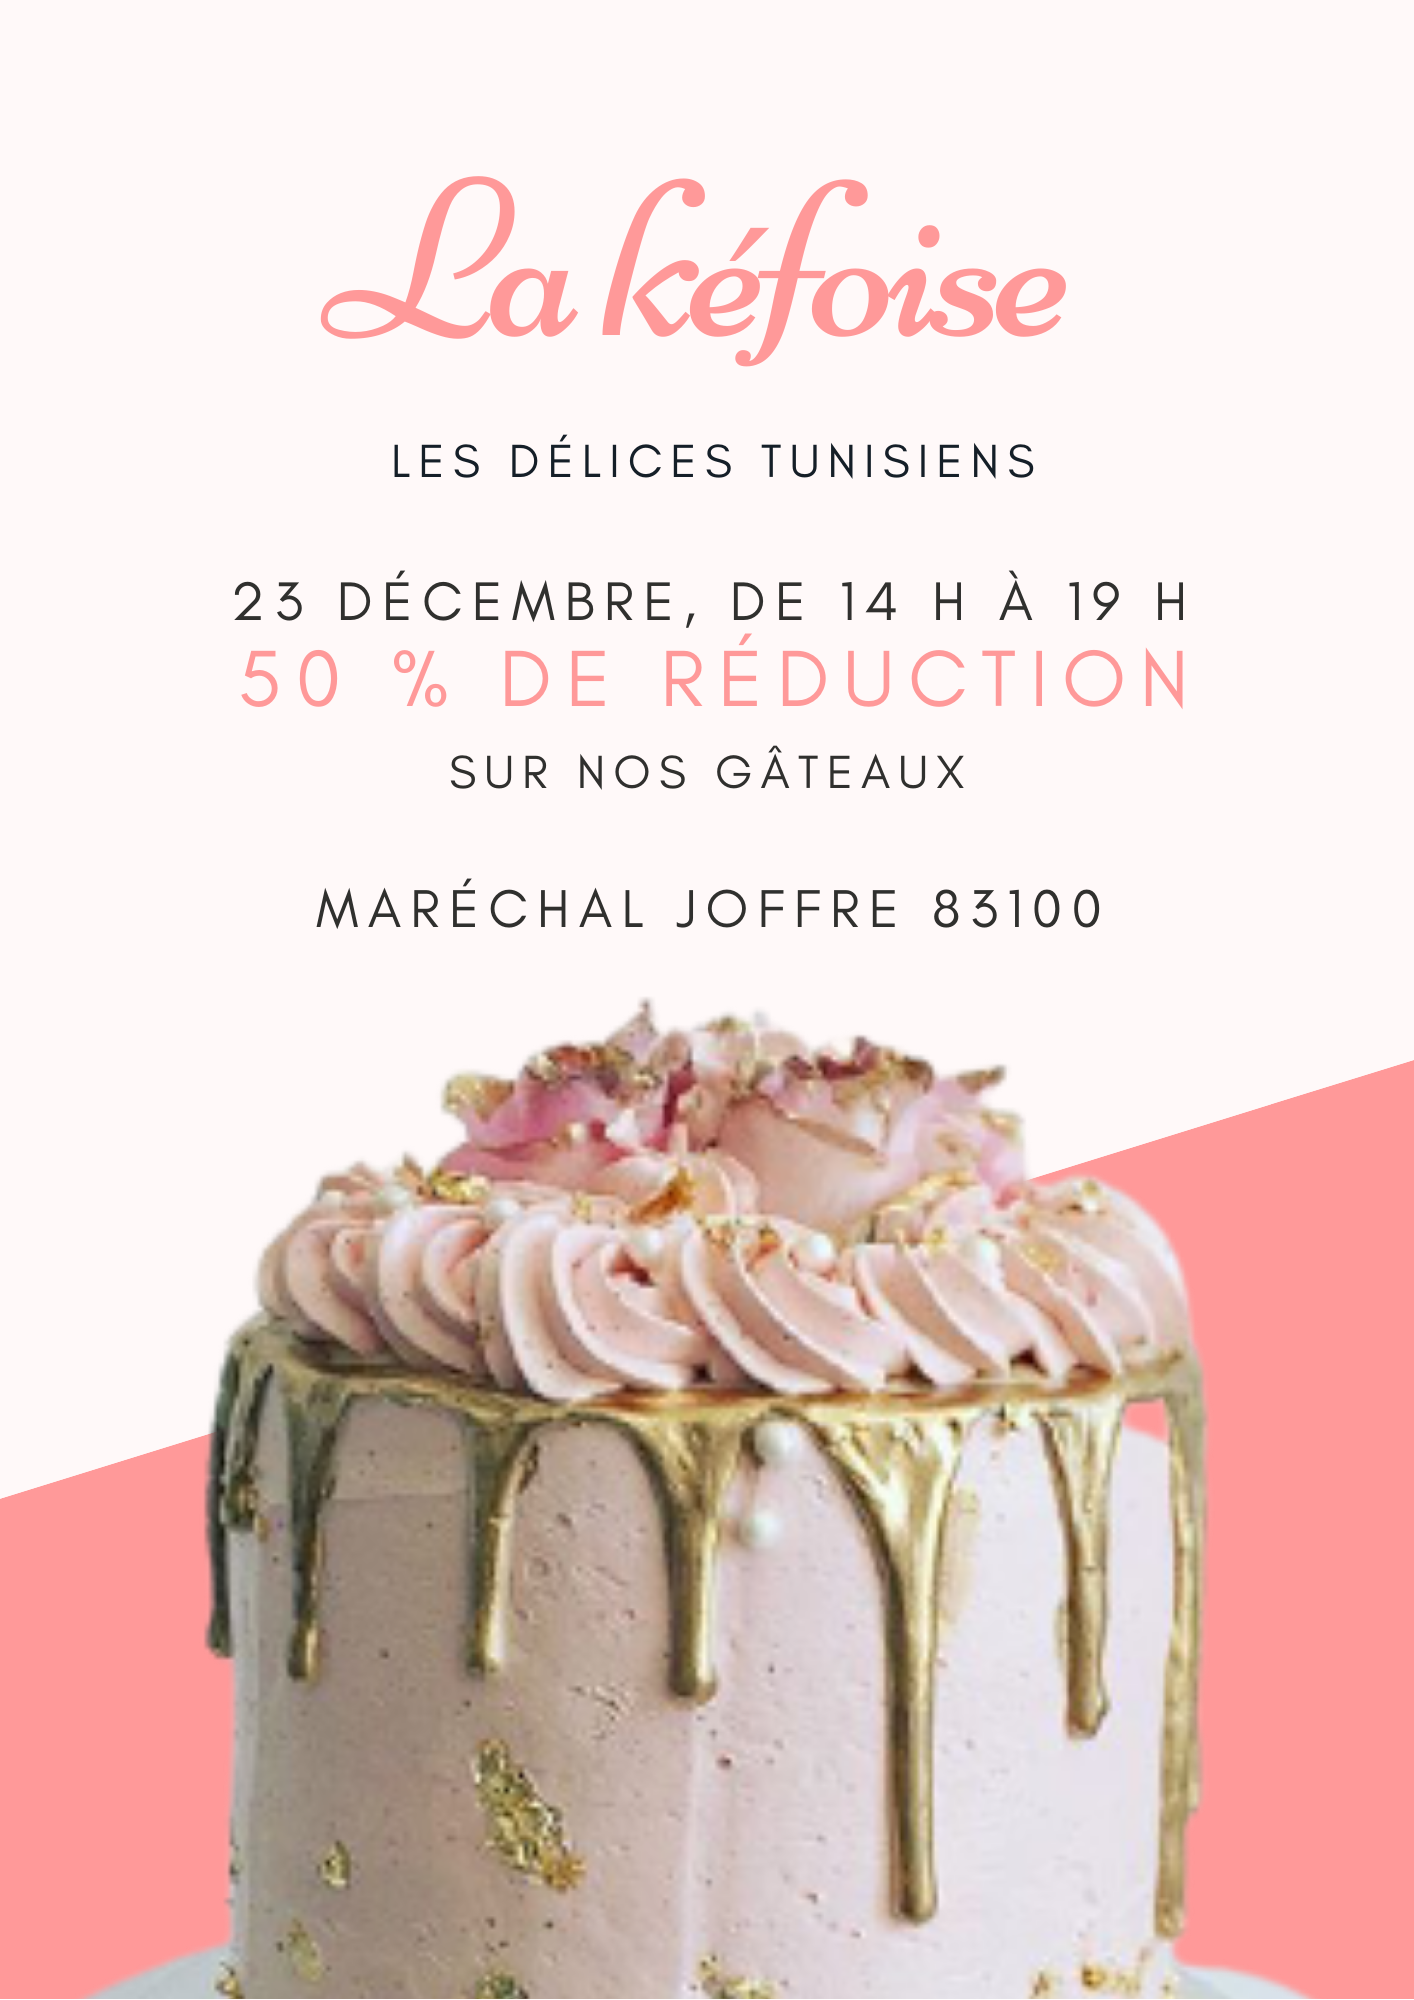 La kéfoise
LES DÉLICES TUNISIENS
23 DÉCEMBRE, DE 14 H À 19 H
50 % DE RÉDUCTION
SUR NOS GÂTEAUX
MARÉCHAL JOFFRE 83100